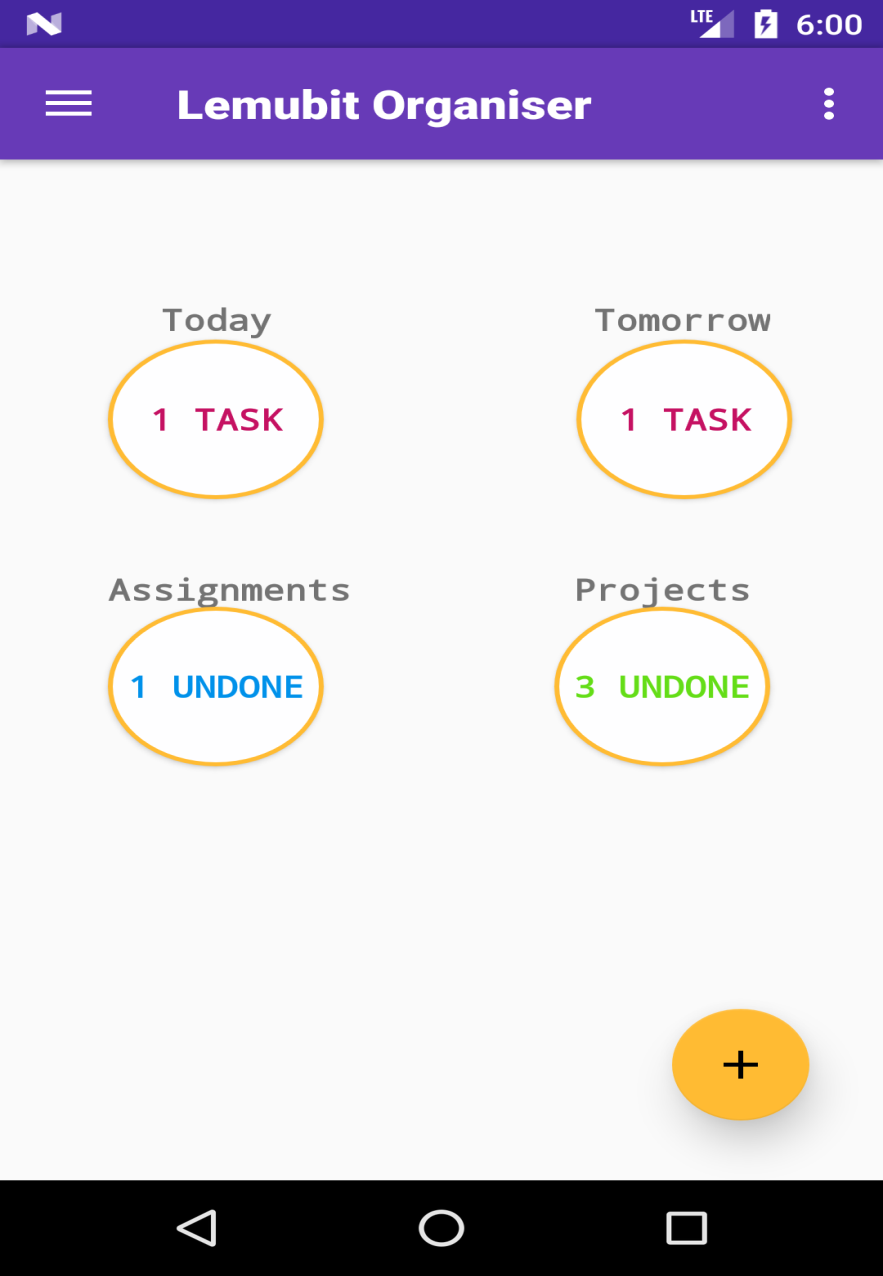 LTE 6:00
Lemubit Organiser
Today Tomorrow
1 TASK 1 TASK
Assignments Projects
1 UNDONE 3 UNDONE
+